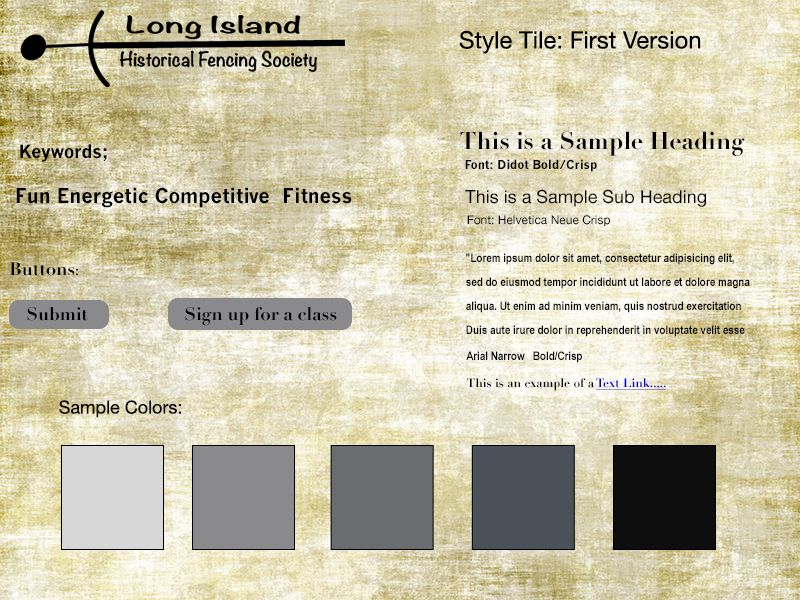 Long Island
Historical Fencing Society
Style Tile: First Version
Keywords;
Fun Energetic Competitive  Fitness
Buttons:
Submit
Sign up for a class
This is a Sample Heading
Font: Didot Bold/Crisp
This is a Sample Sub Heading
Font: Helvetica Neue Crisp
"Lorem ipsum dolor sit amet, consectetur adipisicing elit,
sed do eiusmod tempor incididunt ut labore et dolore magna
aliqua. Ut enim ad minim veniam, quis nostrud exercitation
Duis aute irure dolor in reprehenderit in voluptate velit esse
Arial Narrow  Bold/Crisp
This is an example of a Text Link.....
Sample Colors: